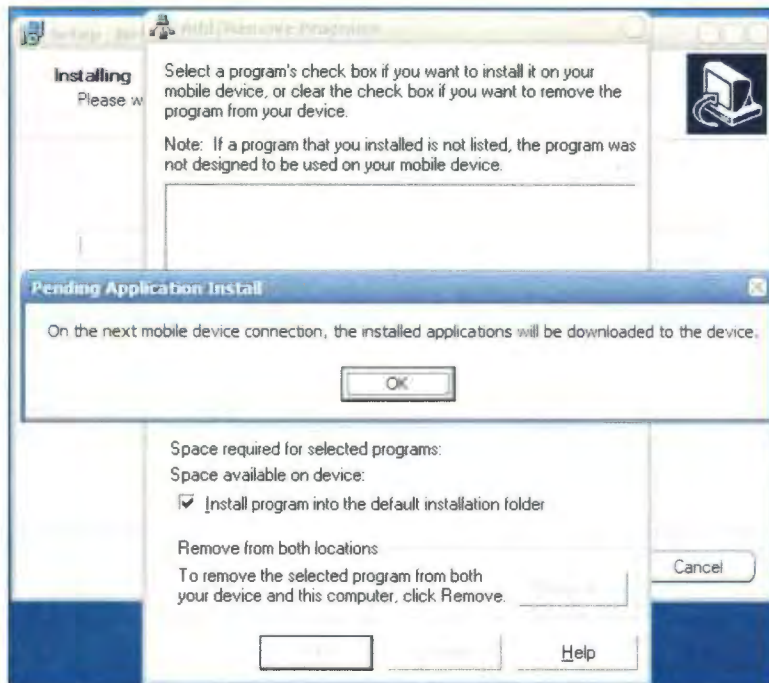 Add/Remove Programs
Installing
Please w
Select a program's check box if you want to install it on your
mobile device, or clear the check box if you want to remove the
program from your device.
Note: If a program that you installed is not listed, the program was
not designed to be used on your mobile device.
Pending Application Install
On the next mobile device connection, the installed applications will be downloaded to the device.
OK
Space required for selected programs:
Space available on device:
Install program into the default installation folder
Remove from both locations
To remove the selected program from both
your device and this computer, click Remove.
Cancel
Help